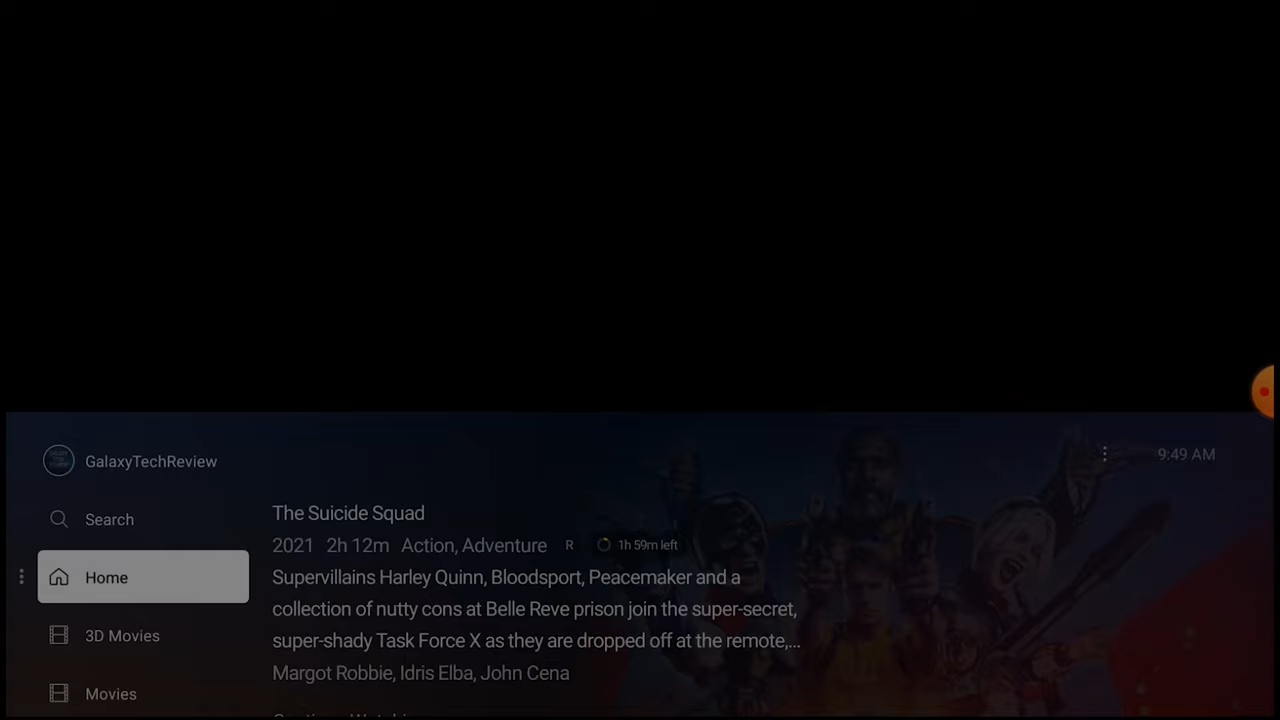 GalaxyTechReview
9:49 AM
Search
The Suicide Squad
2021 2h 12m Action, Adventure R 1h 59m left
Home
Supervillains Harley Quinn, Bloodsport, Peacemaker and a
collection of nutty cons at Belle Reve prison join the super-secret,
3D Movies
super-shady Task Force X as they are dropped off at the remote,...
Margot Robbie, Idris Elba, John Cena
Movies